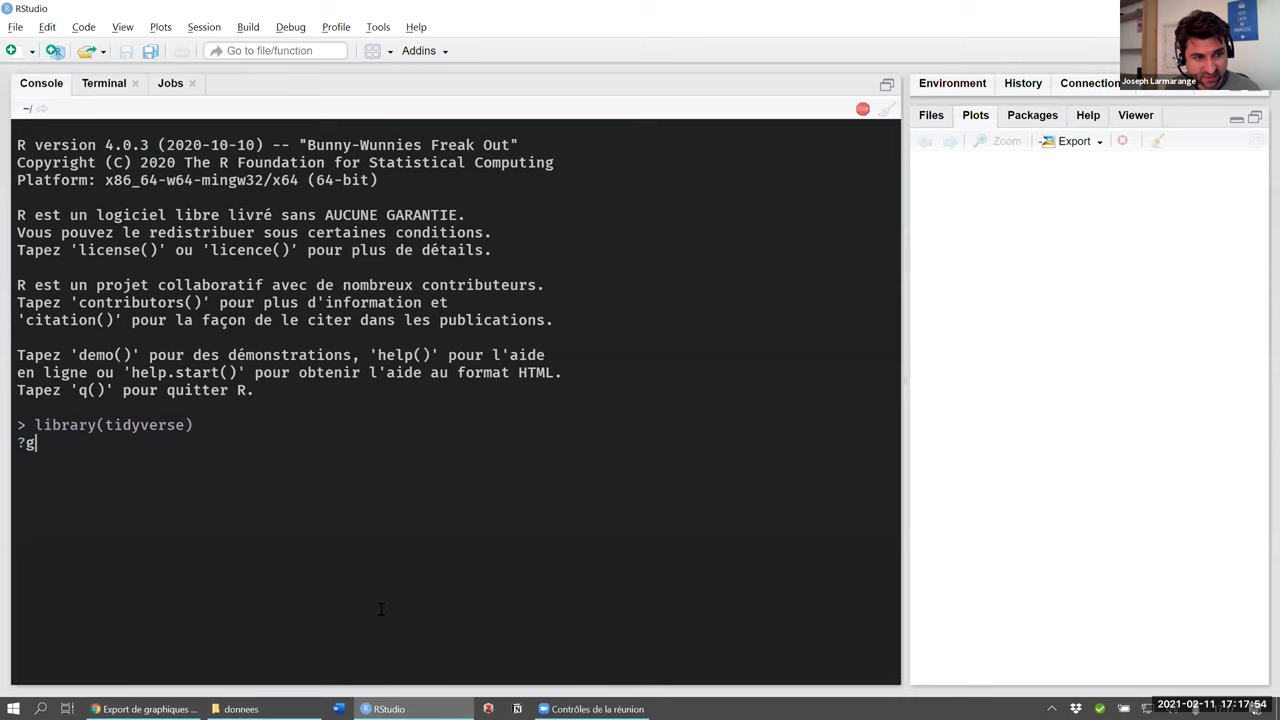 RStudio
File Edit Code View Plots Session Build Debug Profile Tools Help
Go to file/function Addins
KEEP CALM BE PRINCESSE
Joseph Larmarange
Console Terminal Jobs
Environment History Connection
~/
Files Plots Packages Help Viewer
Zoom Export
R version 4.0.3 (2020-10-10) -- "Bunny-Wunnies Freak Out"
Copyright (C) 2020 The R Foundation for Statistical Computing
Platform: x86_64-w64-mingw32/x64 (64-bit)
R est un logiciel libre livré sans AUCUNE GARANTIE.
Vous pouvez le redistribuer sous certaines conditions.
Tapez 'license()' ou 'licence()' pour plus de détails.
R est un projet collaboratif avec de nombreux contributeurs.
Tapez 'contributors()' pour plus d'information et
'citation()' pour la façon de le citer dans les publications.
Tapez 'demo()' pour des démonstrations, 'help()' pour l'aide
en ligne ou 'help.start()' pour obtenir l'aide au format HTML.
Tapez 'q()' pour quitter R.
> library(tidyverse)
?g
Export de graphiques ... donnees RStudio Contrôles de la réunion
2021-02-11 17:17:54